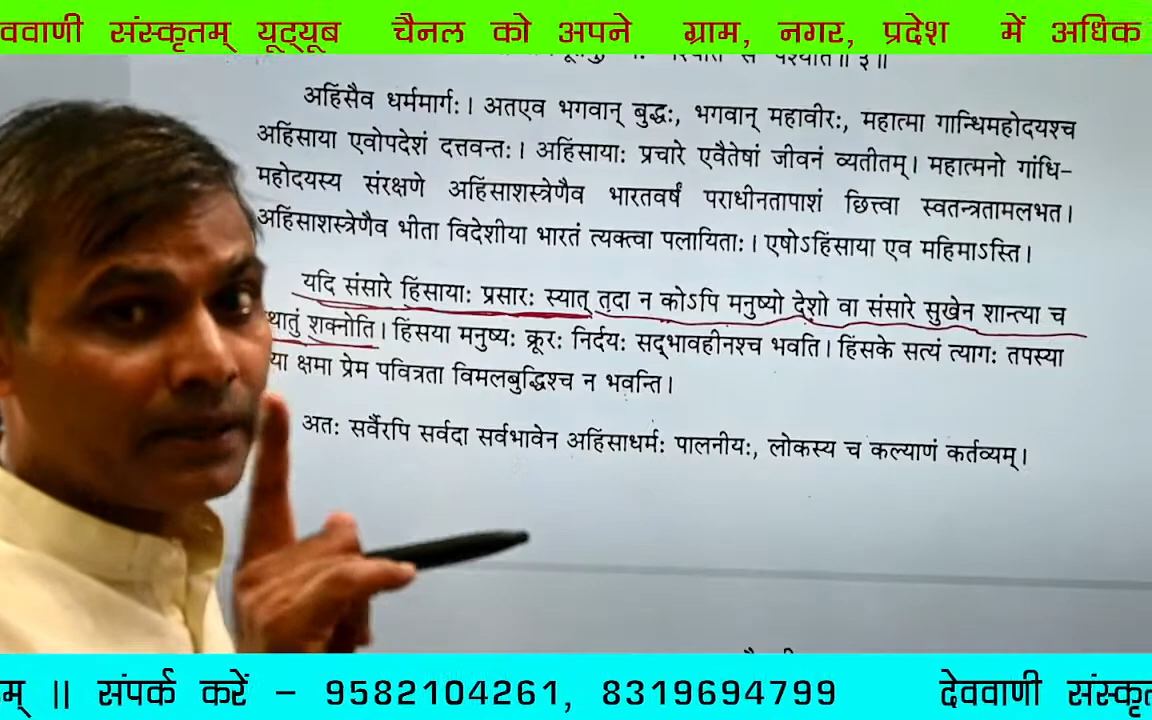 ववाणी संस्कृतम् यूट्यूब चैनल को अपने ग्राम, नगर, प्रदेश में अधिक
स पश्यति॥ ३॥
अहिंसैव धर्ममार्गः। अतएव भगवान् बुद्धः, भगवान् महावीरः, महात्मा गान्धिमहोदयश्च
अहिंसाया एवोपदेशं दत्तवन्तः। अहिंसायाः प्रचारे एवैतेषां जीवनं व्यतीतम्। महात्मनो गांधि-
महोदयस्य संरक्षणे अहिंसाशस्त्रेणैव भारतवर्षं पराधीनतापाशं छित्त्वा स्वतन्त्रतामलभत।
अहिंसाशस्त्रेणैव भीता विदेशीया भारतं त्यक्त्वा पलायिताः। एषोऽहिंसाया एव महिमाऽस्ति।
यदि संसारे हिंसायाः प्रसारः स्यात् तदा न कोऽपि मनुष्यो देशो वा संसारे सुखेन शान्त्या च
थातुं शक्नोति। हिंसया मनुष्यः क्रूरः निर्दयः सद्भावहीनश्च भवति। हिंसके सत्यं त्यागः तपस्या
या क्षमा प्रेम पवित्रता विमलबुद्धिश्च न भवन्ति।
अतः सर्वैरपि सर्वदा सर्वभावेन अहिंसाधर्मः पालनीयः, लोकस्य च कल्याणं कर्तव्यम्।
म् ॥ संपर्क करें – 9582104261, 8319694799 देववाणी संस्कृत